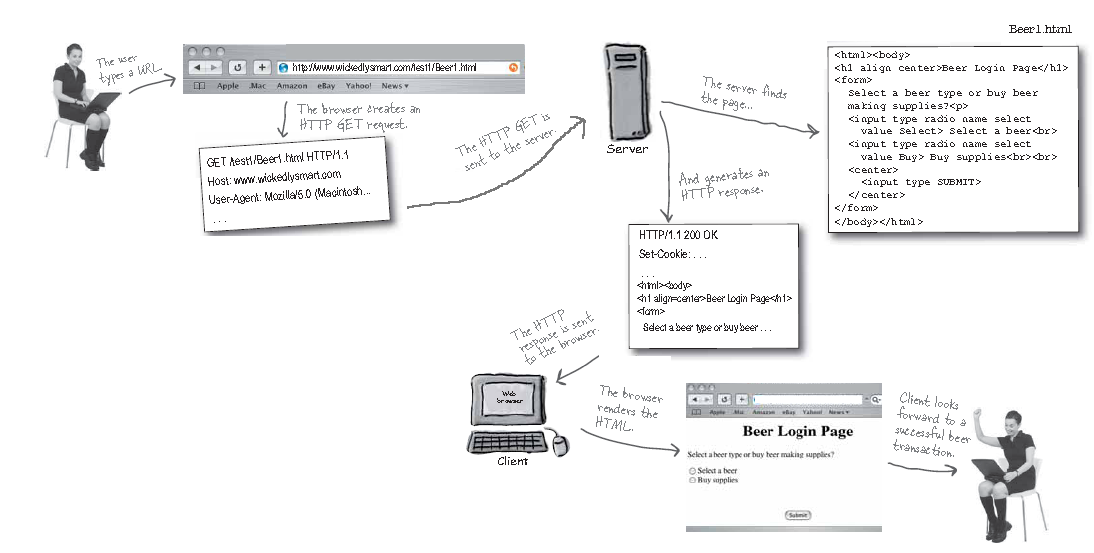 Beer1.html
The user
types a URL.
http://www.wickedlysmart.com/test1/Beer1.html
Apple .Mac Amazon eBay Yahoo! News ▾
The browser creates an
HTTP GET request.
GET /test1/Beer1.html HTTP/1.1
Host: www.wickedlysmart.com
User-Agent: Mozilla/5.0 (Macintosh...
. . .
The HTTP GET is
sent to the server.
Server
The server finds
the page...
<html><body>
<h1 align center>Beer Login Page</h1>
<form>
Select a beer type or buy beer
making supplies?<p>
<input type radio name select
value Select> Select a beer<br>
<input type radio name select
value Buy> Buy supplies<br><br>
<center>
<input type SUBMIT>
</center>
</form>
</body></html>
And generates an
HTTP response.
HTTP/1.1 200 OK
Set-Cookie: . . .
. . .
<html><body>
<h1 align=center>Beer Login Page</h1>
<form>
Select a beer type or buy beer . . .
The HTTP
response is sent
to the browser.
Web
browser
Client
The browser
renders the
HTML.
Apple .Mac Amazon eBay Yahoo! News ▾
Beer Login Page
Select a beer type or buy beer making supplies?
Select a beer
Buy supplies
Submit
Client looks
forward to a
successful beer
transaction.